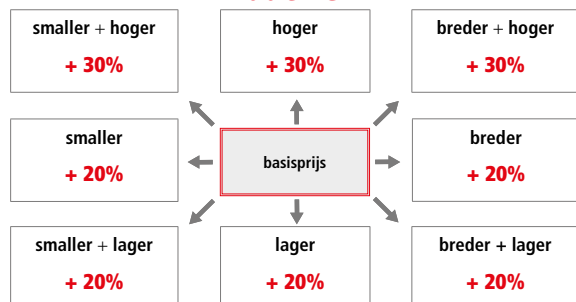 smaller + hoger
+ 30%
hoger
+ 30%
breder + hoger
+ 30%
smaller
+ 20%
basisprijs
breder
+ 20%
smaller + lager
+ 20%
lager
+ 20%
breder + lager
+ 20%